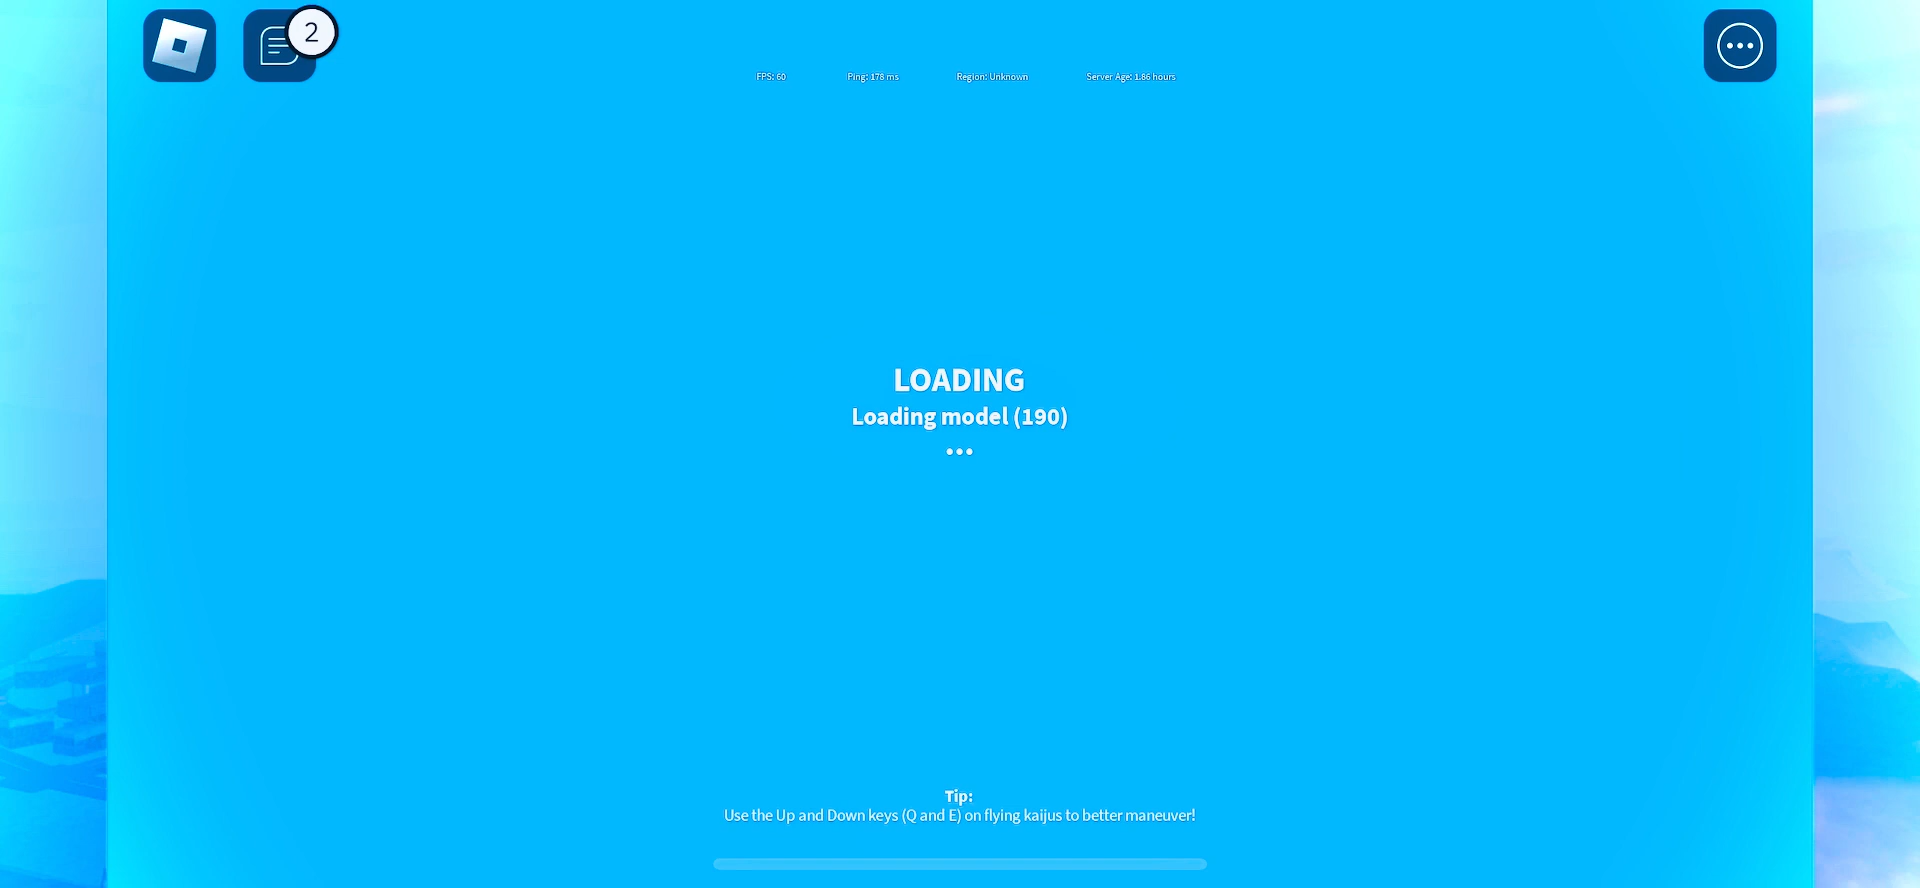 2
FPS: 60 Ping: 178 ms Region: Unknown Server Age: 1.86 hours
LOADING
Loading model (190)
Tip:
Use the Up and Down keys (Q and E) on flying kaijus to better maneuver!